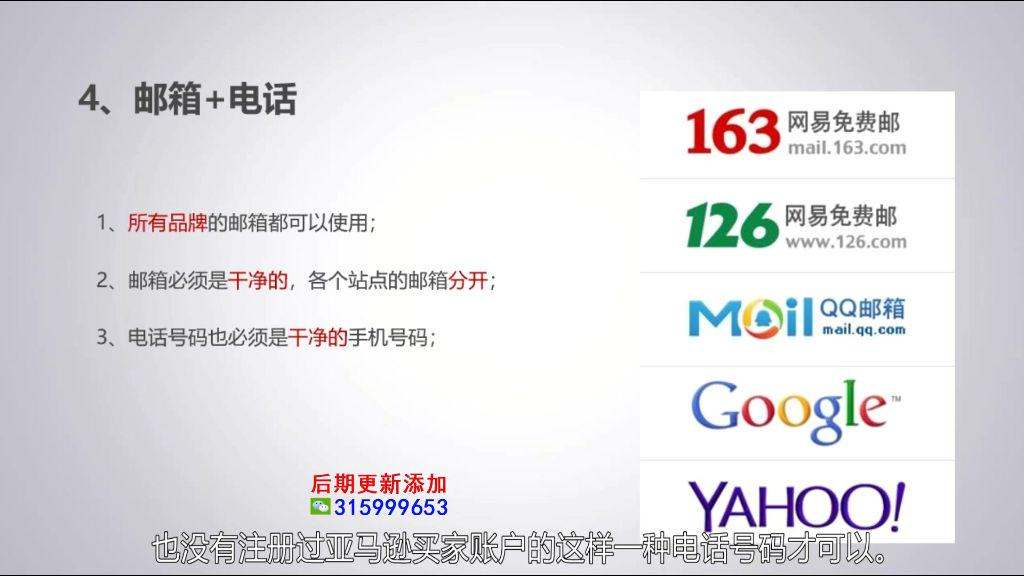 4、邮箱+电话
1、所有品牌的邮箱都可以使用；
2、邮箱必须是干净的，各个站点的邮箱分开；
3、电话号码也必须是干净的手机号码；
163 网易免费邮
mail.163.com
126 网易免费邮
www.126.com
Mail QQ邮箱
mail.qq.com
Google™
YAHOO!
后期更新添加
315999653
也没有注册过亚马逊买家账户的这样一种电话号码才可以。